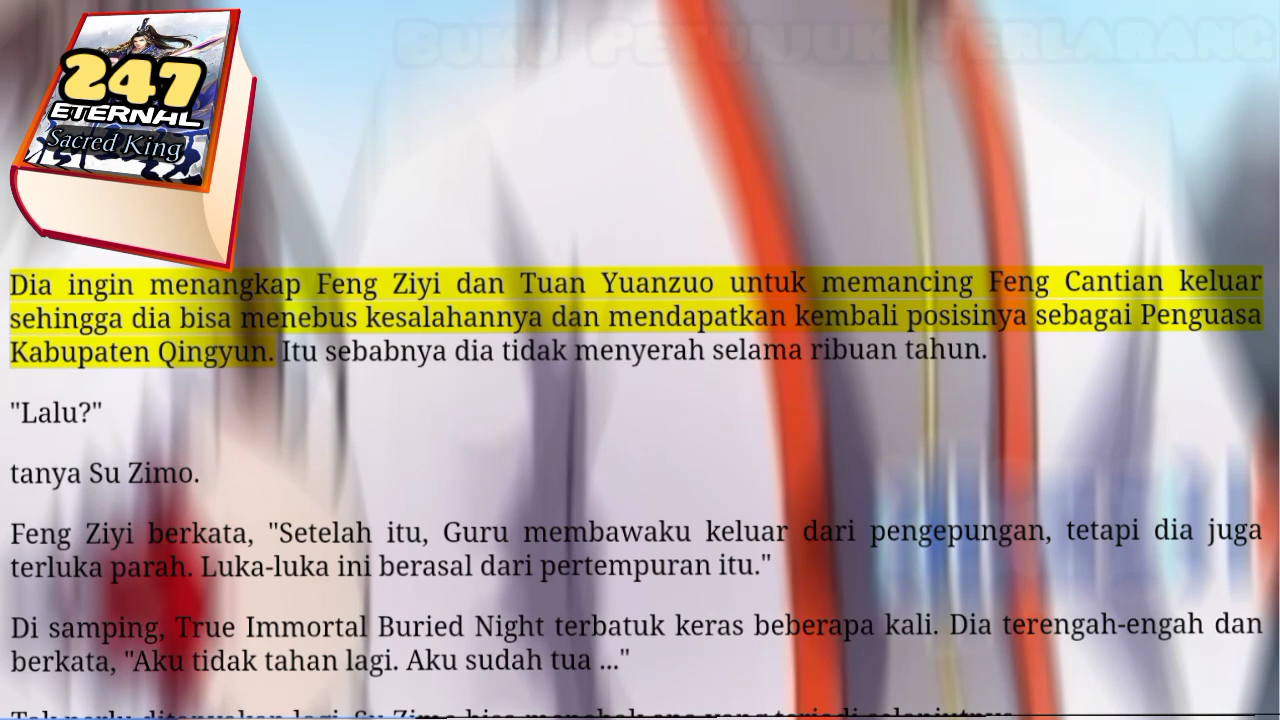 BUKU PETUNJUK TERLARANG
247
ETERNAL
Sacred King
Dia ingin menangkap Feng Ziyi dan Tuan Yuanzuo untuk memancing Feng Cantian keluar
sehingga dia bisa menebus kesalahannya dan mendapatkan kembali posisinya sebagai Penguasa
Kabupaten Qingyun. Itu sebabnya dia tidak menyerah selama ribuan tahun.
"Lalu?"
tanya Su Zimo.
Feng Ziyi berkata, "Setelah itu, Guru membawaku keluar dari pengepungan, tetapi dia juga
terluka parah. Luka-luka ini berasal dari pertempuran itu."
Di samping, True Immortal Buried Night terbatuk keras beberapa kali. Dia terengah-engah dan
berkata, "Aku tidak tahan lagi. Aku sudah tua ..."